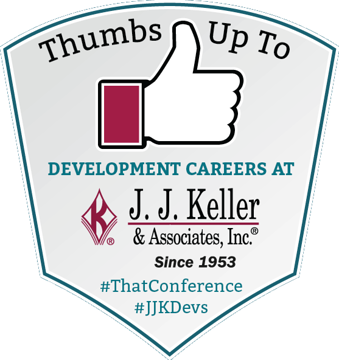 Thumbs Up To
DEVELOPMENT CAREERS AT
K®
J. J. Keller
& Associates, Inc.®
Since 1953
#ThatConference
#JJKDevs